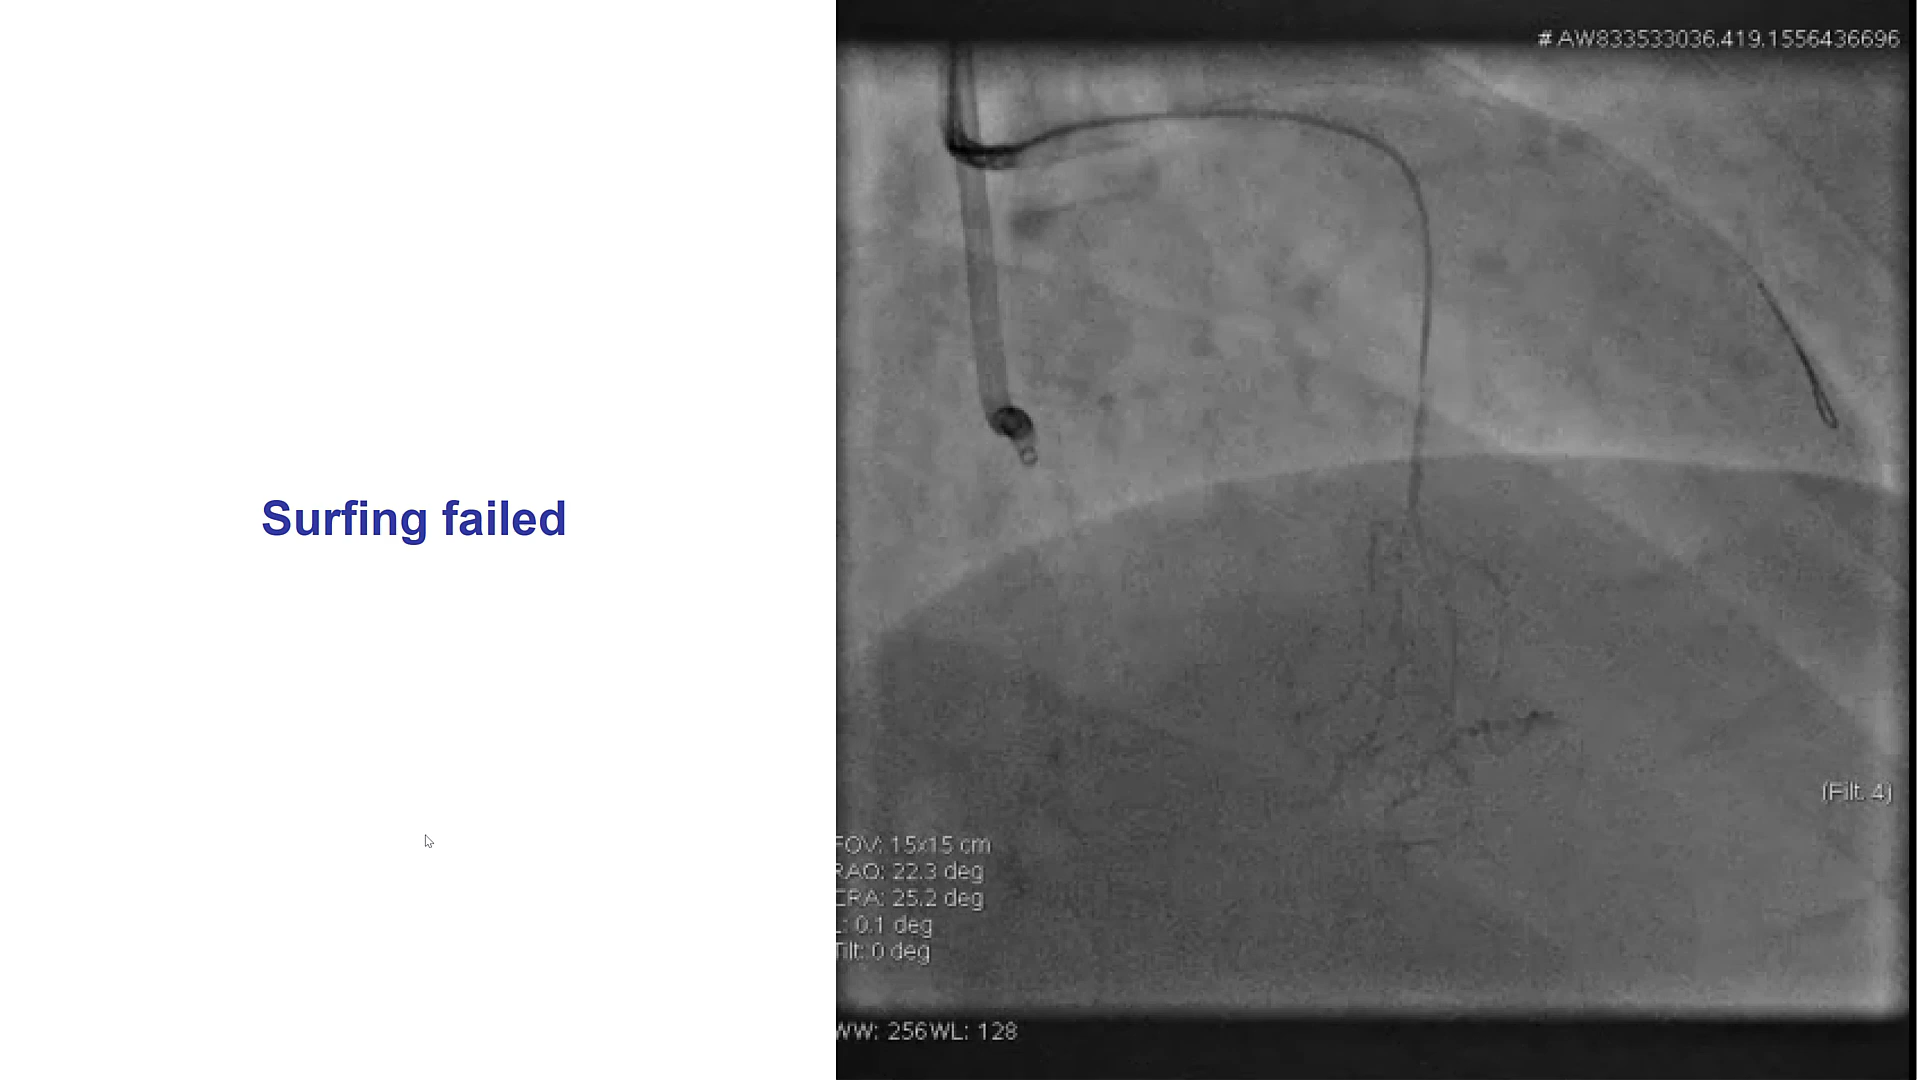 Surfing failed
# AW833533036.419.1556436696
(Filt. 4)
FOV: 15x15 cm
RAO: 22.3 deg
CRA: 25.2 deg
L: 0.1 deg
Tilt: 0 deg
WW: 256WL: 128